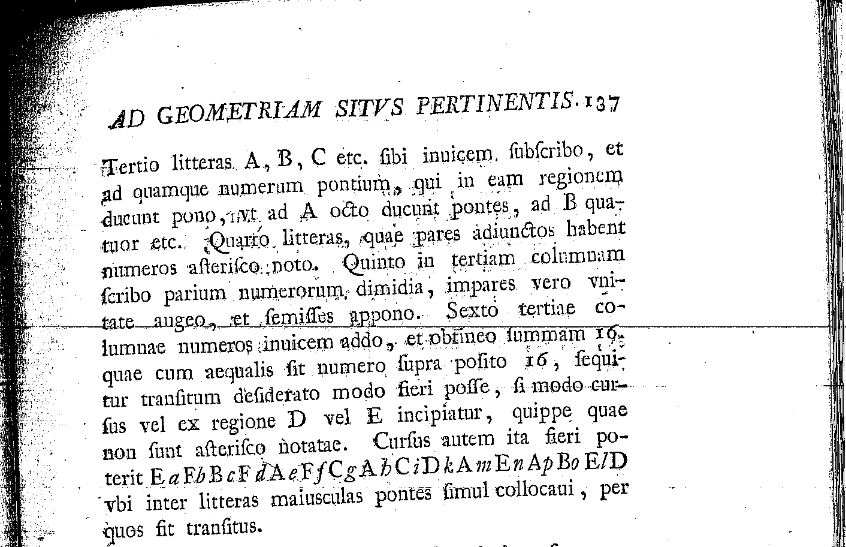 AD GEOMETRIAM SITVS PERTINENTIS. 137
Tertio litteras A, B, C etc. ſibi inuicem ſubſcribo, et
ad quamque numerum pontium, qui in eam regionem
ducunt pono, vt ad A octo ducunt pontes, ad B qua-
tuor etc. Quarto litteras, quae pares adiunctos habent
numeros aſteriſco noto. Quinto in tertiam columnam
ſcribo parium numerorum dimidia, impares vero vni-
tate augeo, et ſemiſſes appono. Sexto tertiae co-
lumnae numeros inuicem addo, et obtineo ſummam 16.
quae cum aequalis ſit numero ſupra poſito 16, ſequi-
tur tranſitum deſiderato modo fieri poſſe, ſi modo cur-
ſus vel ex regione D vel E incipiatur, quippe quae
non ſunt aſteriſco notatae. Curſus autem ita fieri po-
terit E a F b B c F d A e F f C g A h C i D k A m E n A p B o E l D
vbi inter litteras maiusculas pontes ſimul collocaui, per
quos fit tranſitus.